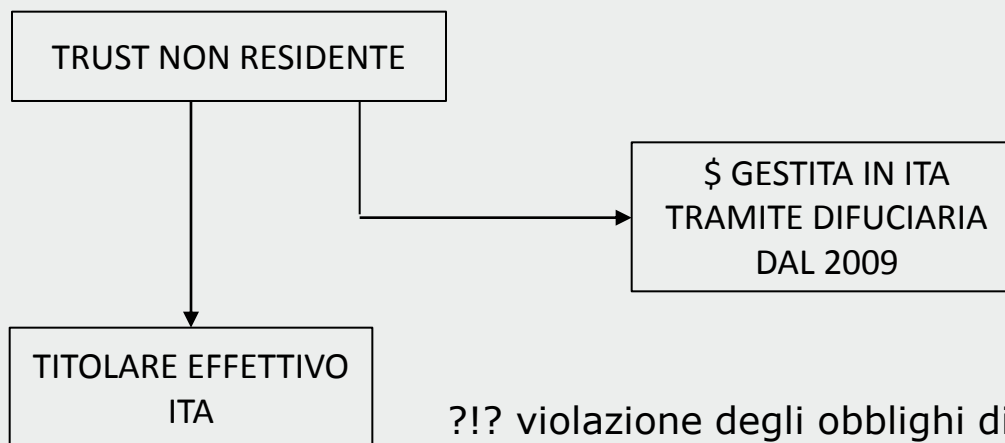 TRUST NON RESIDENTE
$ GESTITA IN ITA
TRAMITE DIFUCIARIA
DAL 2009
TITOLARE EFFETTIVO
ITA
?!? violazione degli obblighi di